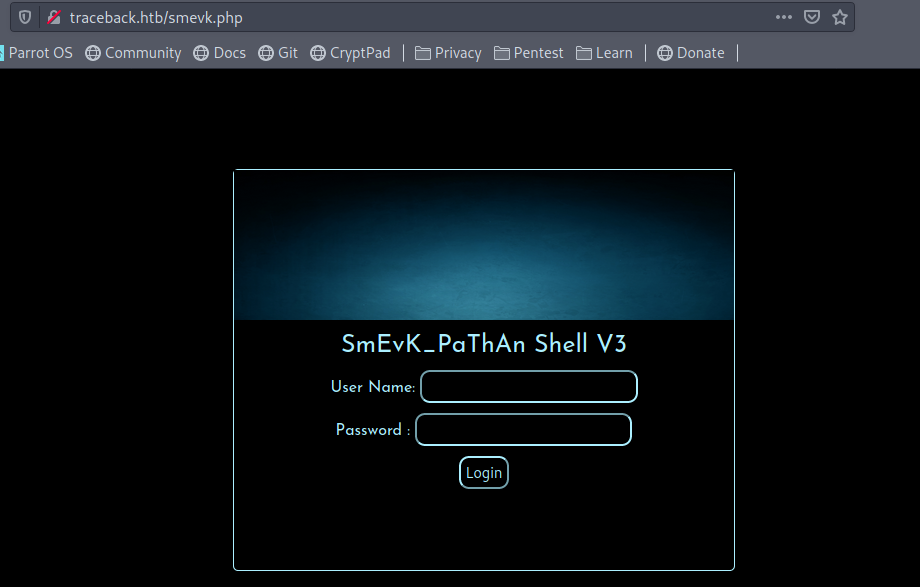 traceback.htb/smevk.php
Parrot OS Community Docs Git CryptPad Privacy Pentest Learn Donate
SmEvK_PaThAn Shell V3
User Name:
Password :
Login